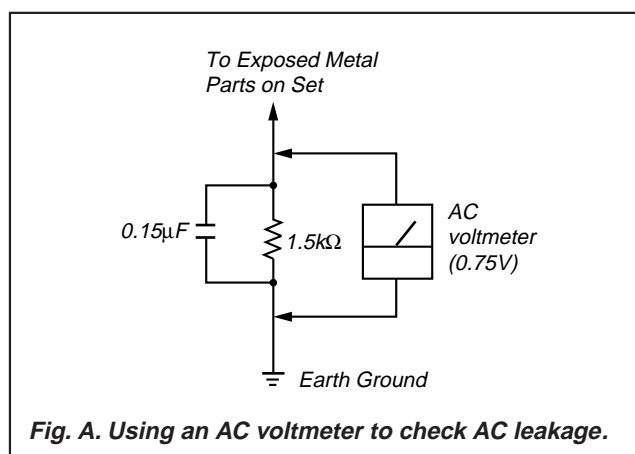 To Exposed Metal
Parts on Set
0.15μF
1.5kΩ
AC
voltmeter
(0.75V)
Earth Ground
Fig. A. Using an AC voltmeter to check AC leakage.